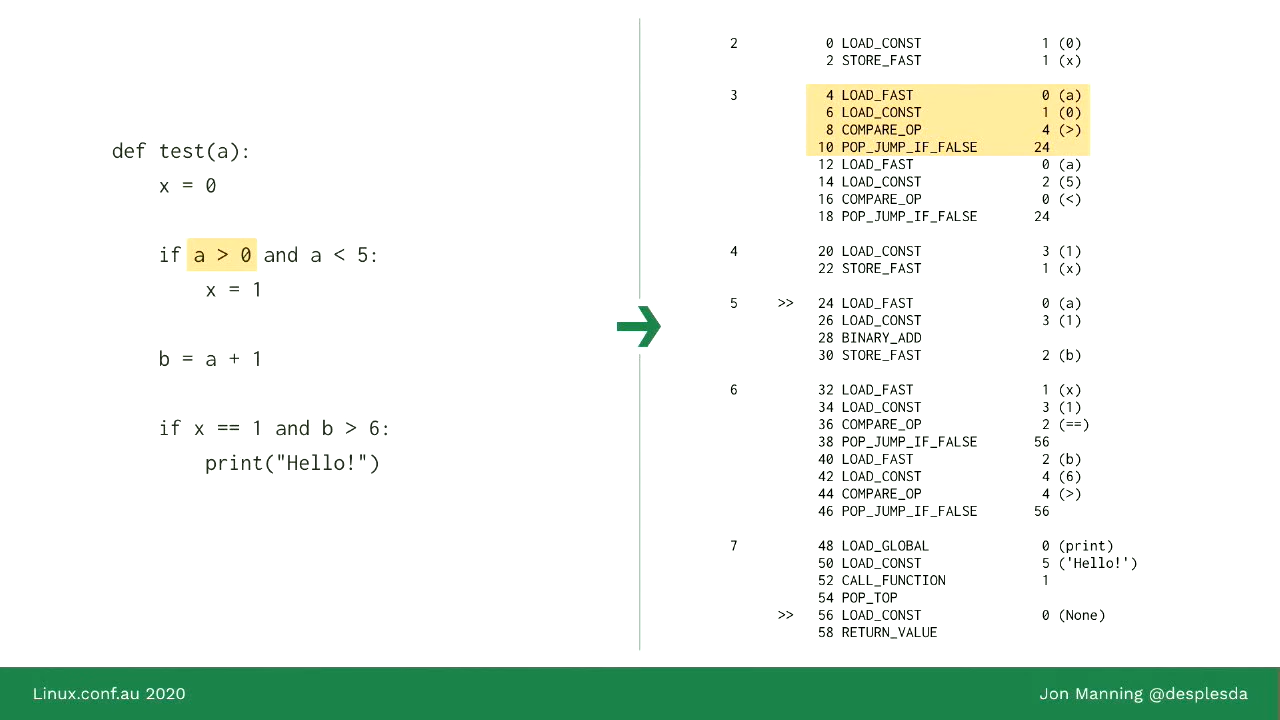 def test(a):
x = 0
if a > 0 and a < 5:
x = 1
b = a + 1
if x == 1 and b > 6:
print("Hello!")
2 0 LOAD_CONST 1 (0)
2 STORE_FAST 1 (x)
3 4 LOAD_FAST 0 (a)
6 LOAD_CONST 1 (0)
8 COMPARE_OP 4 (>)
10 POP_JUMP_IF_FALSE 24
12 LOAD_FAST 0 (a)
14 LOAD_CONST 2 (5)
16 COMPARE_OP 0 (<)
18 POP_JUMP_IF_FALSE 24
4 20 LOAD_CONST 3 (1)
22 STORE_FAST 1 (x)
5 >> 24 LOAD_FAST 0 (a)
26 LOAD_CONST 3 (1)
28 BINARY_ADD
30 STORE_FAST 2 (b)
6 32 LOAD_FAST 1 (x)
34 LOAD_CONST 3 (1)
36 COMPARE_OP 2 (==)
38 POP_JUMP_IF_FALSE 56
40 LOAD_FAST 2 (b)
42 LOAD_CONST 4 (6)
44 COMPARE_OP 4 (>)
46 POP_JUMP_IF_FALSE 56
7 48 LOAD_GLOBAL 0 (print)
50 LOAD_CONST 5 ('Hello!')
52 CALL_FUNCTION 1
54 POP_TOP
>> 56 LOAD_CONST 0 (None)
58 RETURN_VALUE
Linux.conf.au 2020
Jon Manning @desplesda